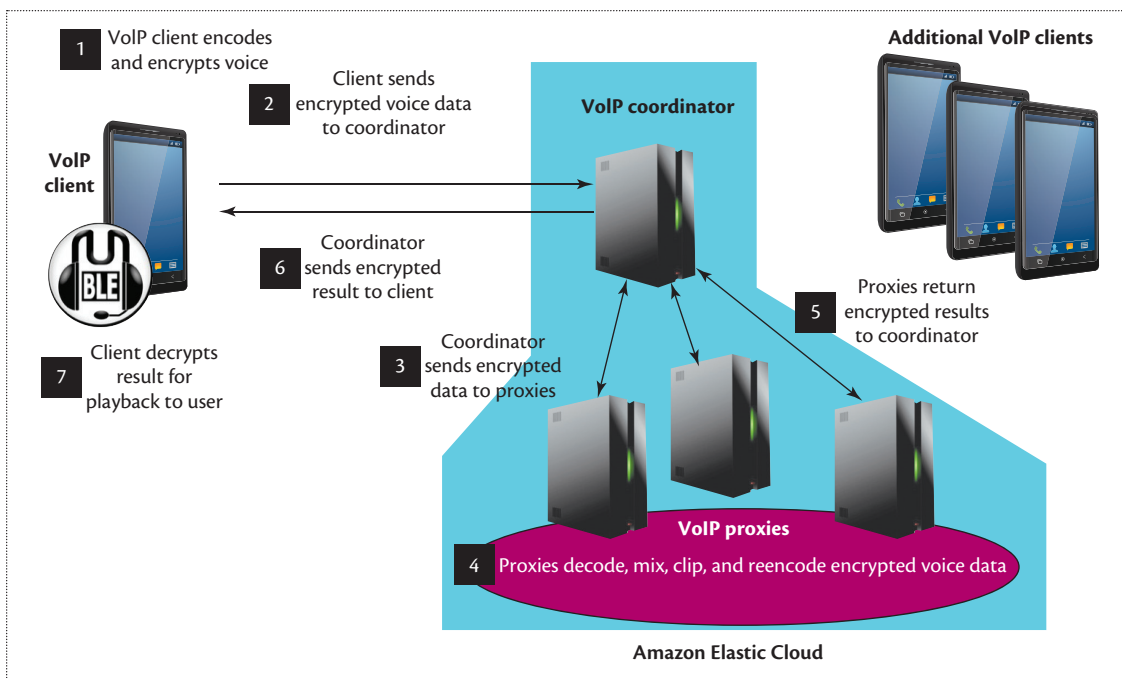 1
VoIP client encodes
and encrypts voice
2
Client sends
encrypted voice data
to coordinator
VoIP
client
BLE
6
Coordinator
sends encrypted
result to client
7
Client decrypts
result for
playback to user
VoIP coordinator
Additional VoIP clients
3
Coordinator
sends encrypted
data to proxies
5
Proxies return
encrypted results
to coordinator
VoIP proxies
4
Proxies decode, mix, clip, and reencode encrypted voice data
Amazon Elastic Cloud